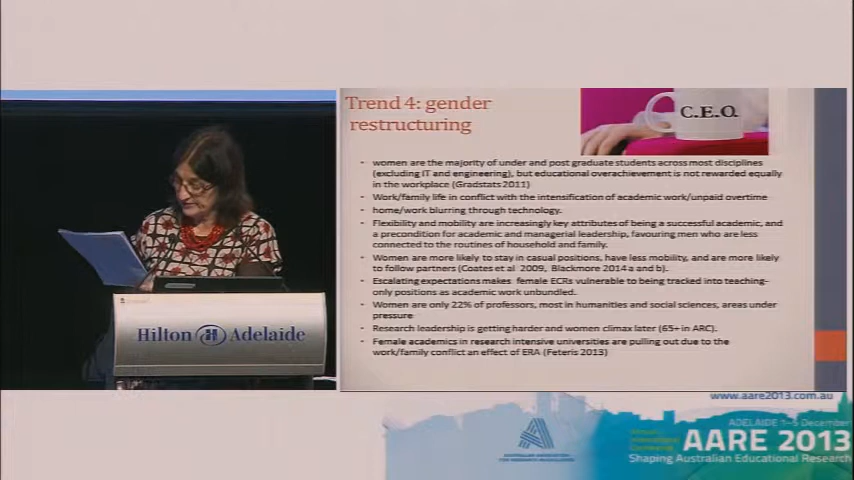 Trend 4: gender
restructuring
C.E.O.
women are the majority of under and post graduate students across most disciplines
(excluding IT and engineering), but educational overachievement is not rewarded equally
in the workplace (Gradstats 2011)
Work/family life in conflict with the intensification of academic work/unpaid overtime
home/work blurring through technology.
Flexibility and mobility are increasingly key attributes of being a successful academic, and
a precondition for academic and managerial leadership, favouring men who are less
connected to the routines of household and family.
Women are more likely to stay in casual positions, have less mobility, and are more likely
to follow partners (Coates et al 2009, Blackmore 2014 a and b).
Escalating expectations makes female ECRs vulnerable to being tracked into teaching-
only positions as academic work unbundled.
Women are only 22% of professors, most in humanities and social sciences, areas under
pressure
Research leadership is getting harder and women climax later (65+ in ARC).
Female academics in research intensive universities are pulling out due to the
work/family conflict an effect of ERA (Feteris 2013)
Hilton H Adelaide
www.aare2013.com.au
ADELAIDE 1-5 December
AARE 2013
Shaping Australian Educational Research